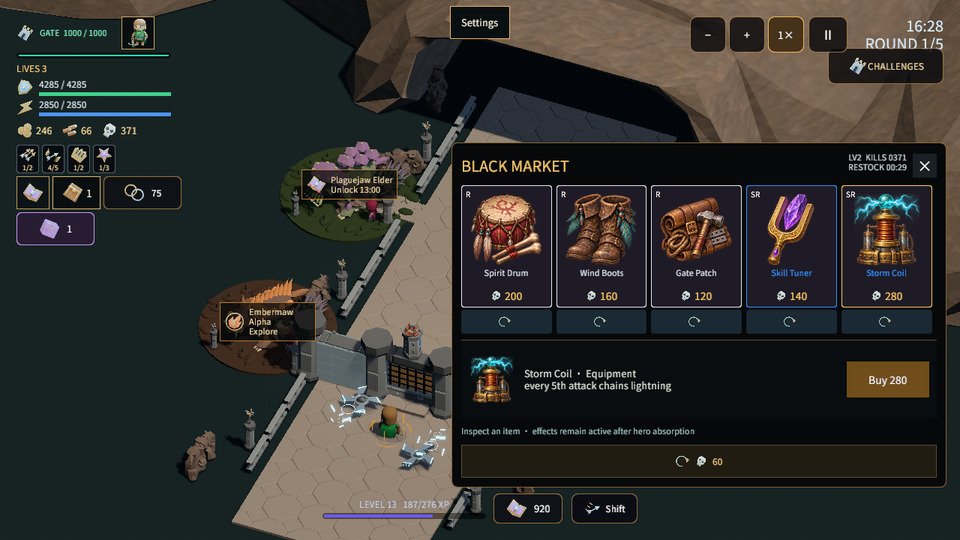 GATE 1000 / 1000
Settings
−
+
1×
16:28
ROUND 1/5
CHALLENGES
LIVES 3
4285 / 4285
2850 / 2850
246
66
371
1/2
4/5
1/2
1/3
1
75
1
Plaguejaw Elder
Unlock 13:00
Embermaw
Alpha
Explore
BLACK MARKET
LV2 KILLS 0371
RESTOCK 00:29
R
Spirit Drum
200
R
Wind Boots
160
R
Gate Patch
120
SR
Skill Tuner
140
SR
Storm Coil
280
Storm Coil • Equipment
every 5th attack chains lightning
Buy 280
Inspect an item • effects remain active after hero absorption
60
LEVEL 13 187/276 XP
920
Shift